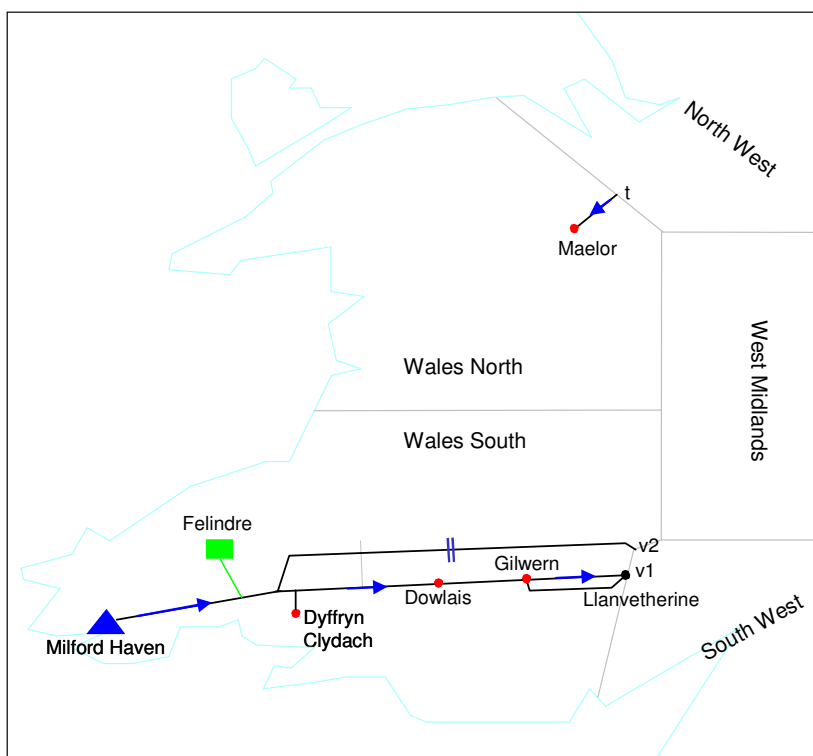 North West
t
Maelor
West Midlands
Wales North
Wales South
Felindre
v2
Gilwern
v1
Dowlais
Llanvetherine
Dyffryn
Clydach
Milford Haven
South West